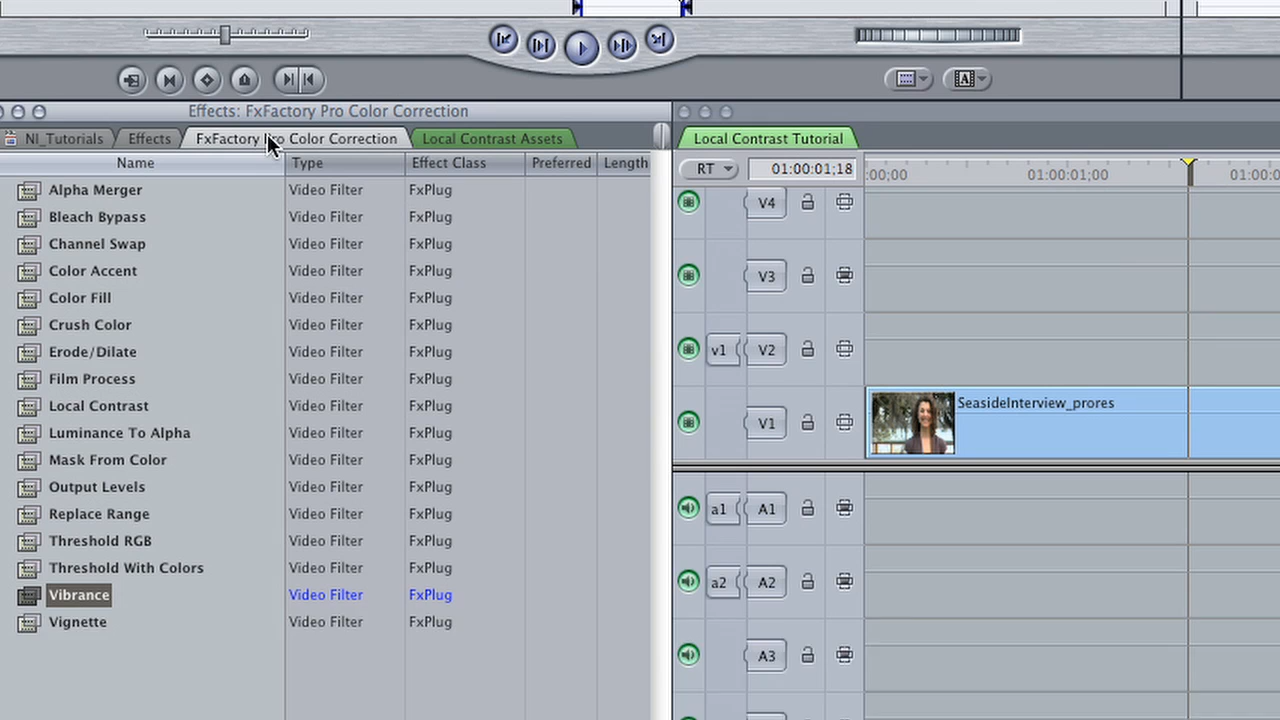 Effects: FxFactory Pro Color Correction
NI_Tutorials Effects FxFactory Pro Color Correction Local Contrast Assets
Name Type Effect Class Preferred Length
Alpha Merger Video Filter FxPlug
Bleach Bypass Video Filter FxPlug
Channel Swap Video Filter FxPlug
Color Accent Video Filter FxPlug
Color Fill Video Filter FxPlug
Crush Color Video Filter FxPlug
Erode/Dilate Video Filter FxPlug
Film Process Video Filter FxPlug
Local Contrast Video Filter FxPlug
Luminance To Alpha Video Filter FxPlug
Mask From Color Video Filter FxPlug
Output Levels Video Filter FxPlug
Replace Range Video Filter FxPlug
Threshold RGB Video Filter FxPlug
Threshold With Colors Video Filter FxPlug
Vibrance Video Filter FxPlug
Vignette Video Filter FxPlug
A
Local Contrast Tutorial
RT 01:00:01;18 :00;00 01:00:01;00 01:00:0
V4
V3
v1 V2
V1 SeasideInterview_prores
a1 A1
a2 A2
A3